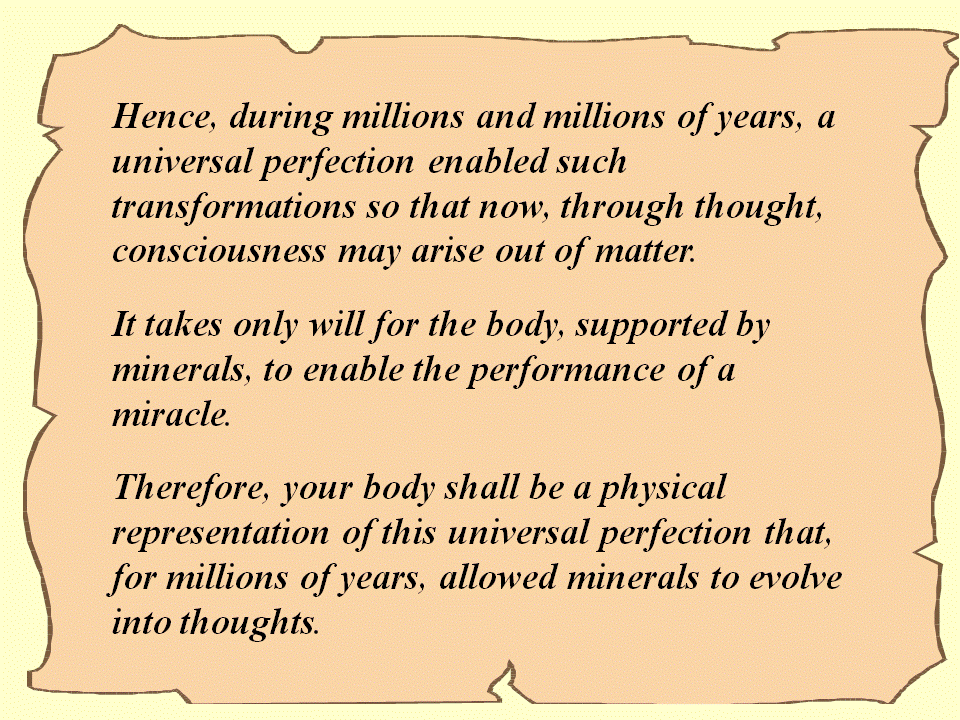 Hence, during millions and millions of years, a
universal perfection enabled such
transformations so that now, through thought,
consciousness may arise out of matter.
It takes only will for the body, supported by
minerals, to enable the performance of a
miracle.
Therefore, your body shall be a physical
representation of this universal perfection that,
for millions of years, allowed minerals to evolve
into thoughts.